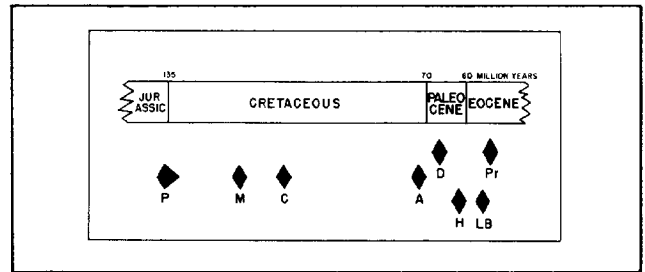 135 70 60 MILLION YEARS
JUR ASSIC CRETACEOUS PALEO CENE EOCENE
D Pr
P M C A
H LB